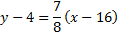 y − 4 = 7/8 (x − 16)